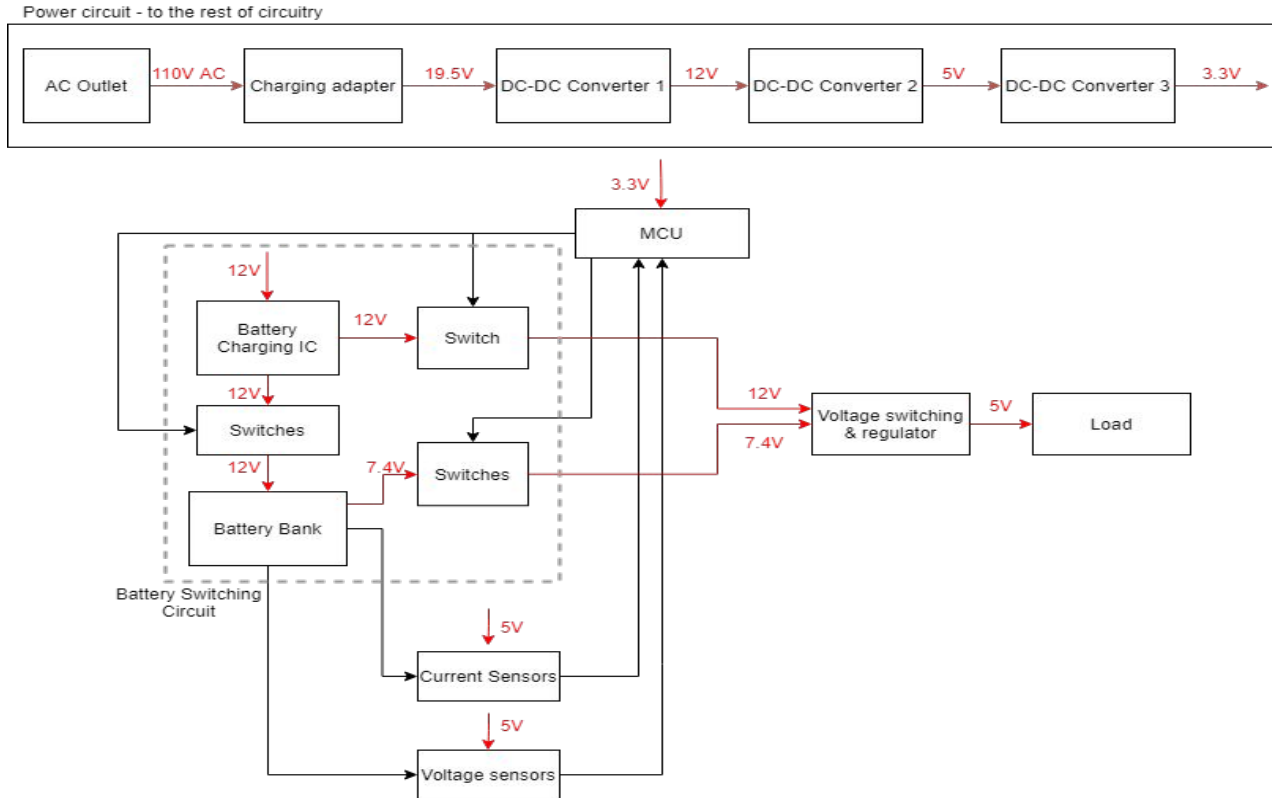 Power circuit - to the rest of circuitry
110V AC
19.5V
12V
5V
3.3V
AC Outlet
Charging adapter
DC-DC Converter 1
DC-DC Converter 2
DC-DC Converter 3
3.3V
MCU
12V
Battery
Charging IC
12V
Switch
12V
Switches
12V
7.4V
Switches
Battery Bank
12V
7.4V
Voltage switching
& regulator
5V
Load
Battery Switching
Circuit
5V
Current Sensors
5V
Voltage sensors